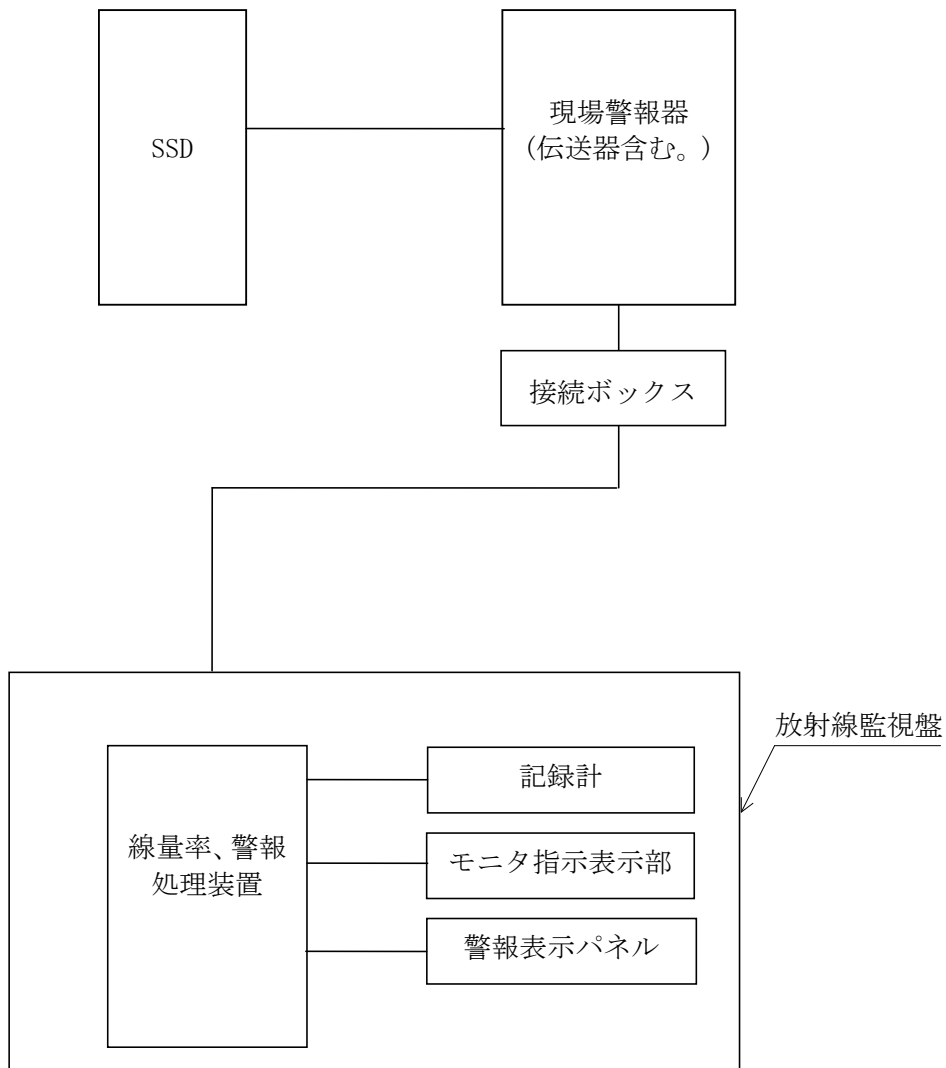 SSD
現場警報器
(伝送器含む。)
接続ボックス
放射線監視盤
記録計
線量率、警報
処理装置
モニタ指示表示部
警報表示パネル